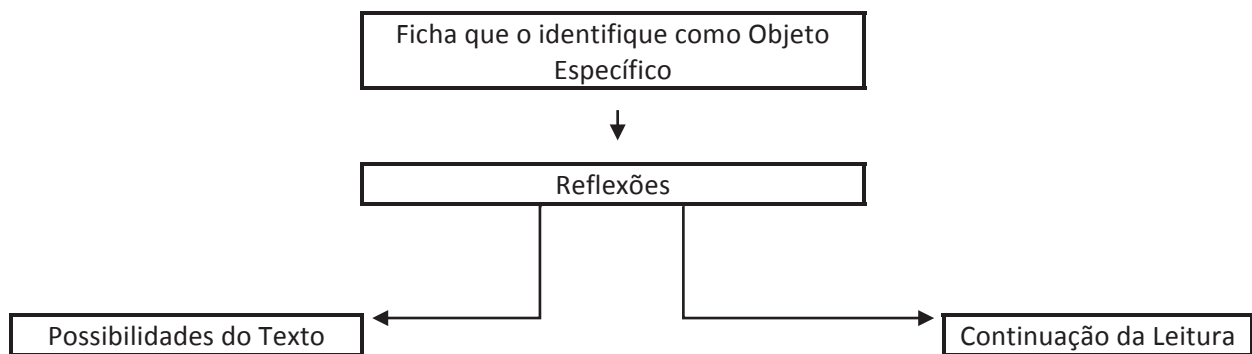 Ficha que o identifique como Objeto
Específico
Reflexões
Possibilidades do Texto
Continuação da Leitura